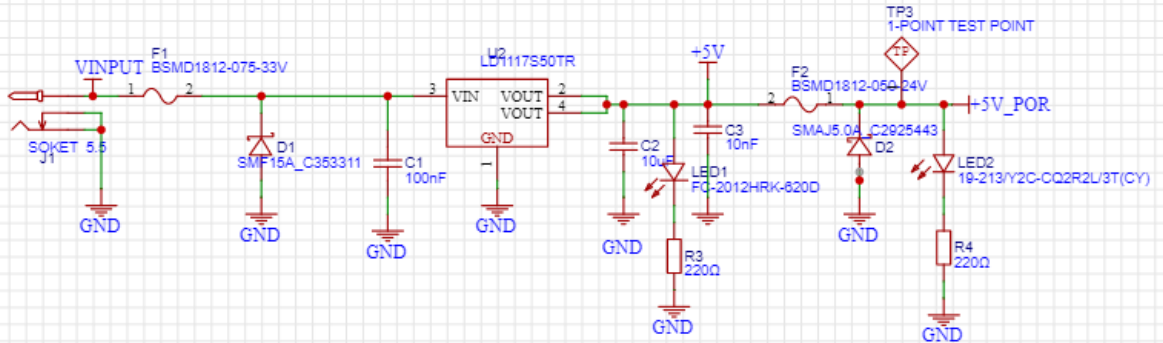 TP3
1-POINT TEST POINT
TP
F1
BSMD1812-075-33V
VINPUT
1
2
U2
LD1117S50TR
3
VIN
VOUT
2
VOUT
4
GND
1
+5V
F2
BSMD1812-050-24V
2
1
+5V_POR
SOKET 5.5
J1
GND
D1
SMF15A_C353311
GND
C1
100nF
GND
GND
C2
10uF
GND
C3
10nF
GND
LED1
FC-2012HRK-620D
R3
220Ω
GND
SMAJ5.0A_C2925443
D2
GND
LED2
19-213/Y2C-CQ2R2L/3T(CY)
R4
220Ω
GND